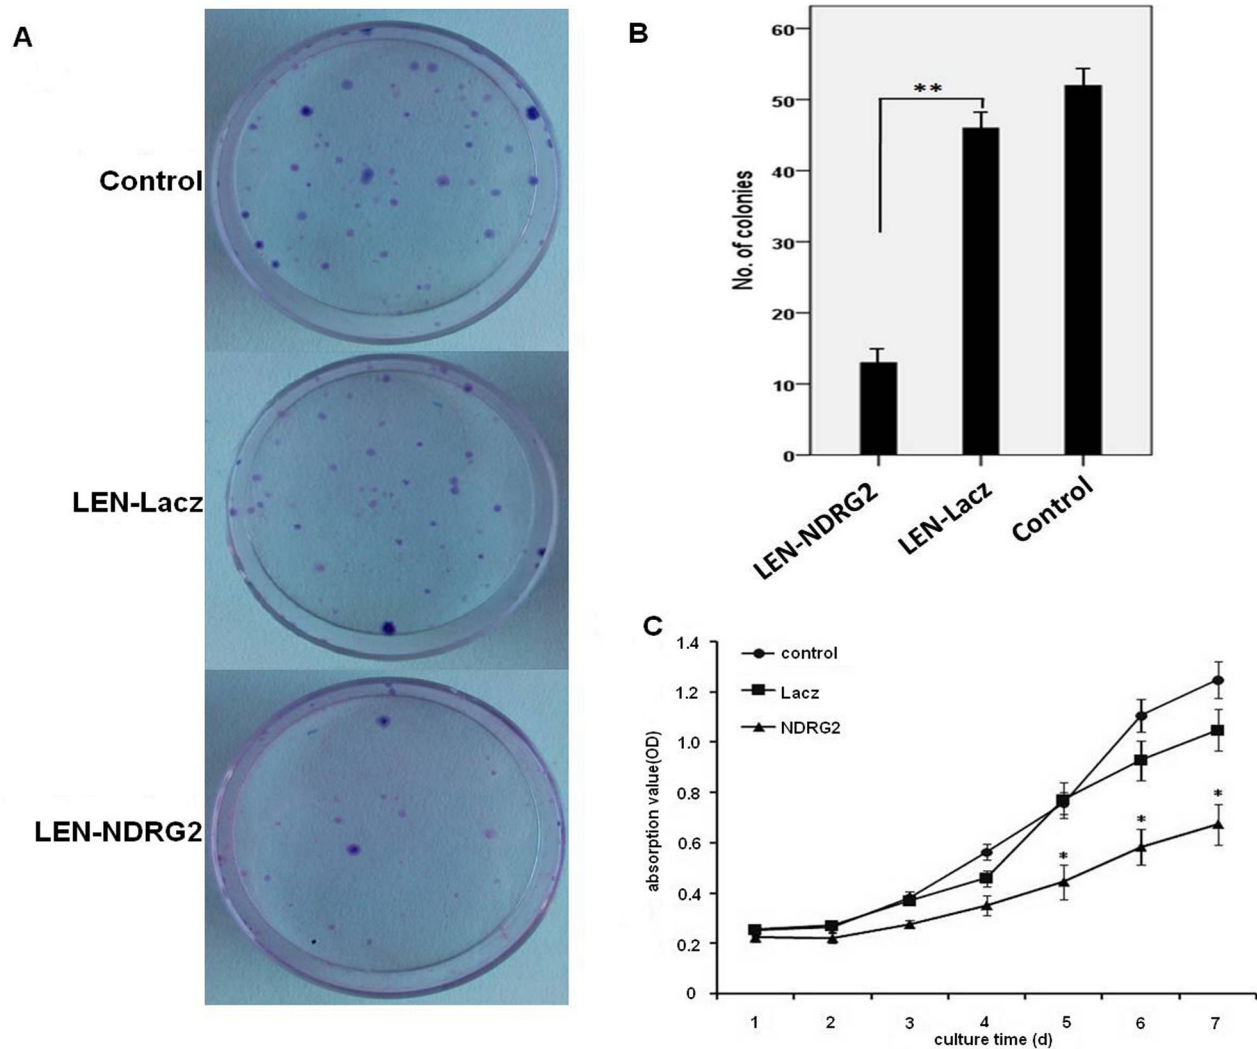 A
Control
LEN-Lacz
LEN-NDRG2
B
No. of colonies
60
50
40
30
20
10
0
**
LEN-NDRG2
LEN-Lacz
Control
C
absorption value(OD)
1.4
1.2
1.0
0.8
0.6
0.4
0.2
0
control
Lacz
NDRG2
*
*
*
1 2 3 4 5 6 7
culture time (d)